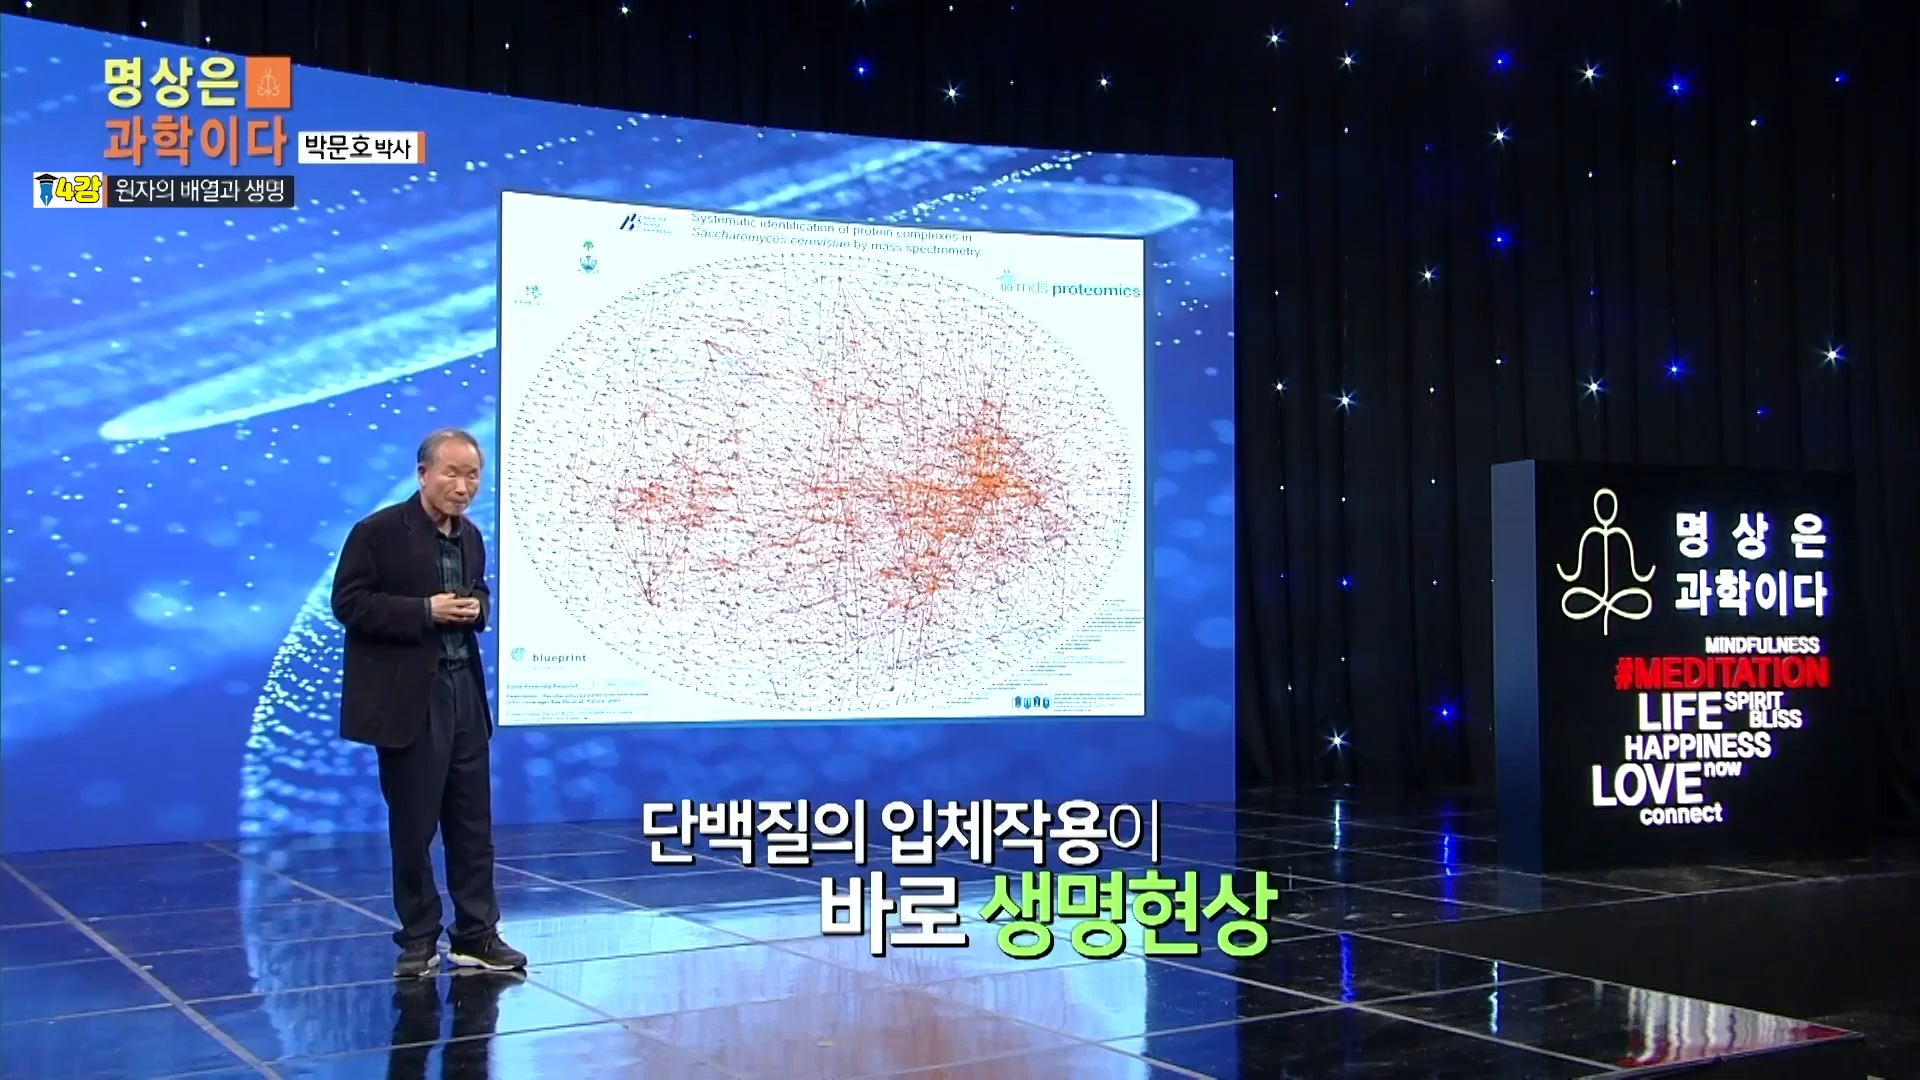 명상은
과학이다
박문호 박사
4강
원자의 배열과 생명
Systematic identification of protein complexes in
Saccharomyces cerevisiae by mass spectrometry
mds proteomics
blueprint
단백질의 입체작용이
바로 생명현상
명상은
과학이다
MINDFULNESS
#MEDITATION
LIFE SPIRIT
BLISS
HAPPINESS
LOVE now
connect